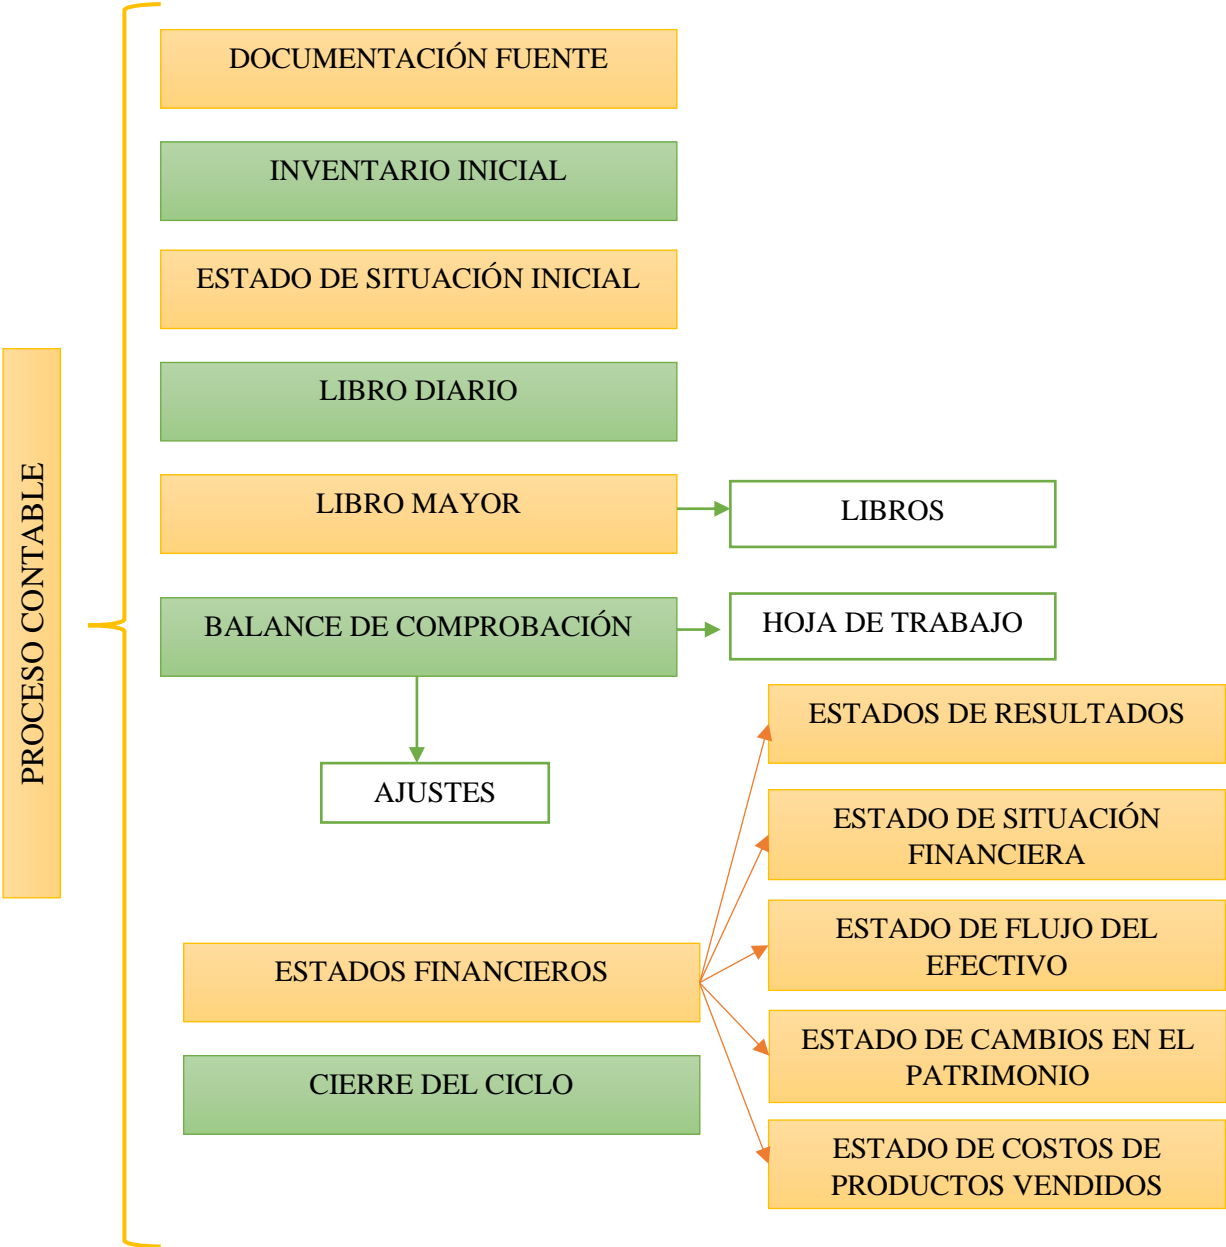 PROCESO CONTABLE
DOCUMENTACIÓN FUENTE
INVENTARIO INICIAL
ESTADO DE SITUACIÓN INICIAL
LIBRO DIARIO
LIBRO MAYOR
LIBROS
BALANCE DE COMPROBACIÓN
HOJA DE TRABAJO
AJUSTES
ESTADOS FINANCIEROS
ESTADOS DE RESULTADOS
ESTADO DE SITUACIÓN
FINANCIERA
ESTADO DE FLUJO DEL
EFECTIVO
ESTADO DE CAMBIOS EN EL
PATRIMONIO
ESTADO DE COSTOS DE
PRODUCTOS VENDIDOS
CIERRE DEL CICLO